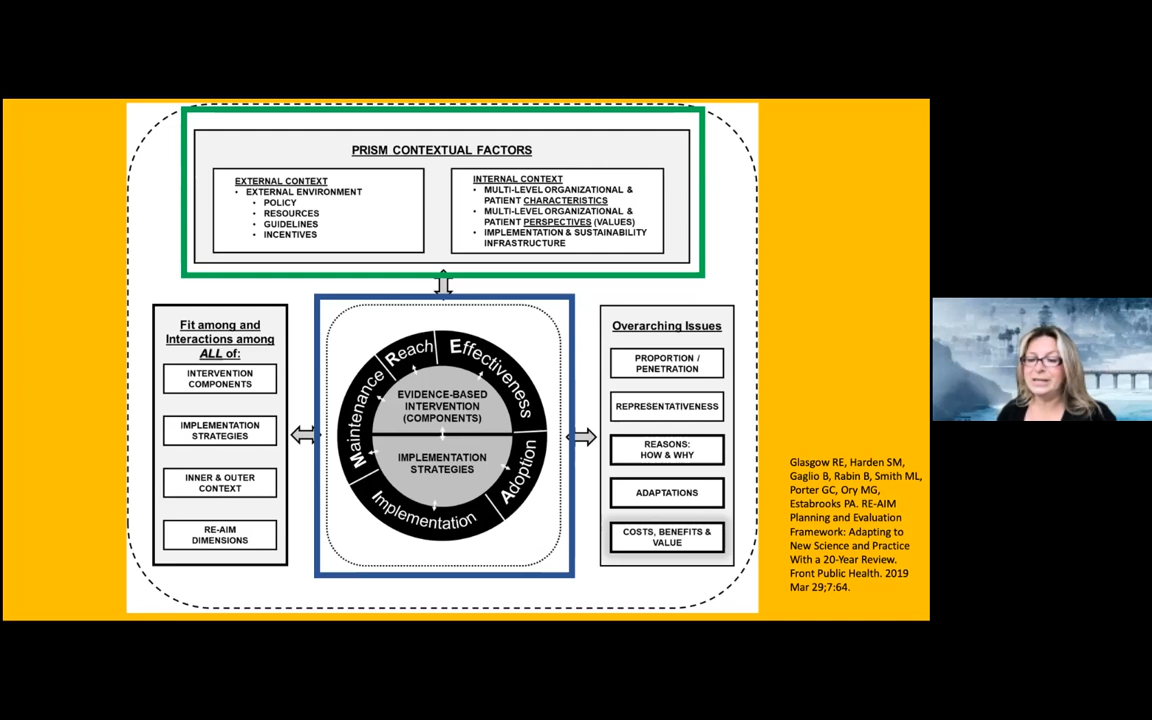 PRISM CONTEXTUAL FACTORS
EXTERNAL CONTEXT
• EXTERNAL ENVIRONMENT
• POLICY
• RESOURCES
• GUIDELINES
• INCENTIVES
INTERNAL CONTEXT
• MULTI-LEVEL ORGANIZATIONAL &
PATIENT CHARACTERISTICS
• MULTI-LEVEL ORGANIZATIONAL &
PATIENT PERSPECTIVES (VALUES)
• IMPLEMENTATION & SUSTAINABILITY
INFRASTRUCTURE
Fit among and
Interactions among
ALL of:
INTERVENTION
COMPONENTS
IMPLEMENTATION
STRATEGIES
INNER & OUTER
CONTEXT
RE-AIM
DIMENSIONS
Reach
Effectiveness
Adoption
Implementation
Maintenance
EVIDENCE-BASED
INTERVENTION
(COMPONENTS)
IMPLEMENTATION
STRATEGIES
Overarching Issues
PROPORTION /
PENETRATION
REPRESENTATIVENESS
REASONS:
HOW & WHY
ADAPTATIONS
COSTS, BENEFITS &
VALUE
Glasgow RE, Harden SM,
Gaglio B, Rabin B, Smith ML,
Porter GC, Ory MG,
Estabrooks PA. RE-AIM
Planning and Evaluation
Framework: Adapting to
New Science and Practice
With a 20-Year Review.
Front Public Health. 2019
Mar 29;7:64.